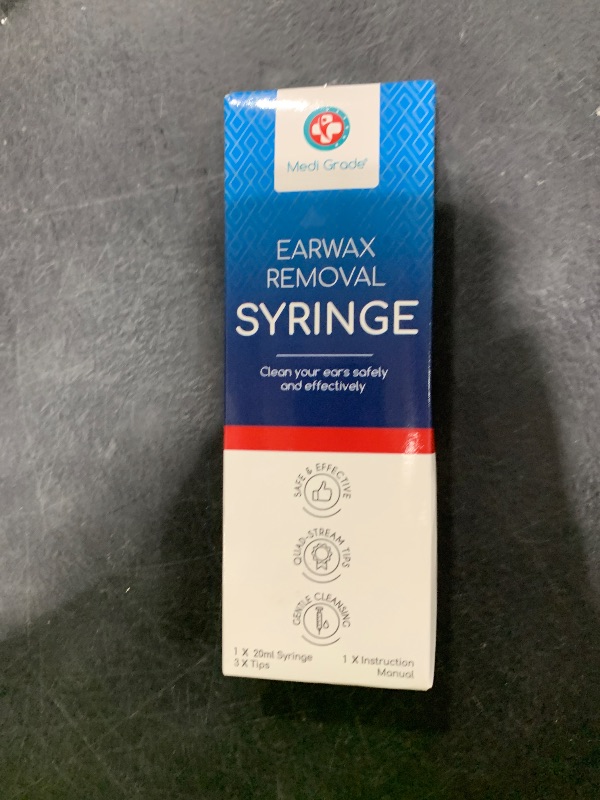 Medi Grade®
EARWAX
REMOVAL
SYRINGE
Clean your ears safely
and effectively
SAFE & EFFECTIVE
QUAD-STREAM TIPS
GENTLE CLEANSING
1 X 20ml Syringe
3 X Tips
1 X Instruction
Manual